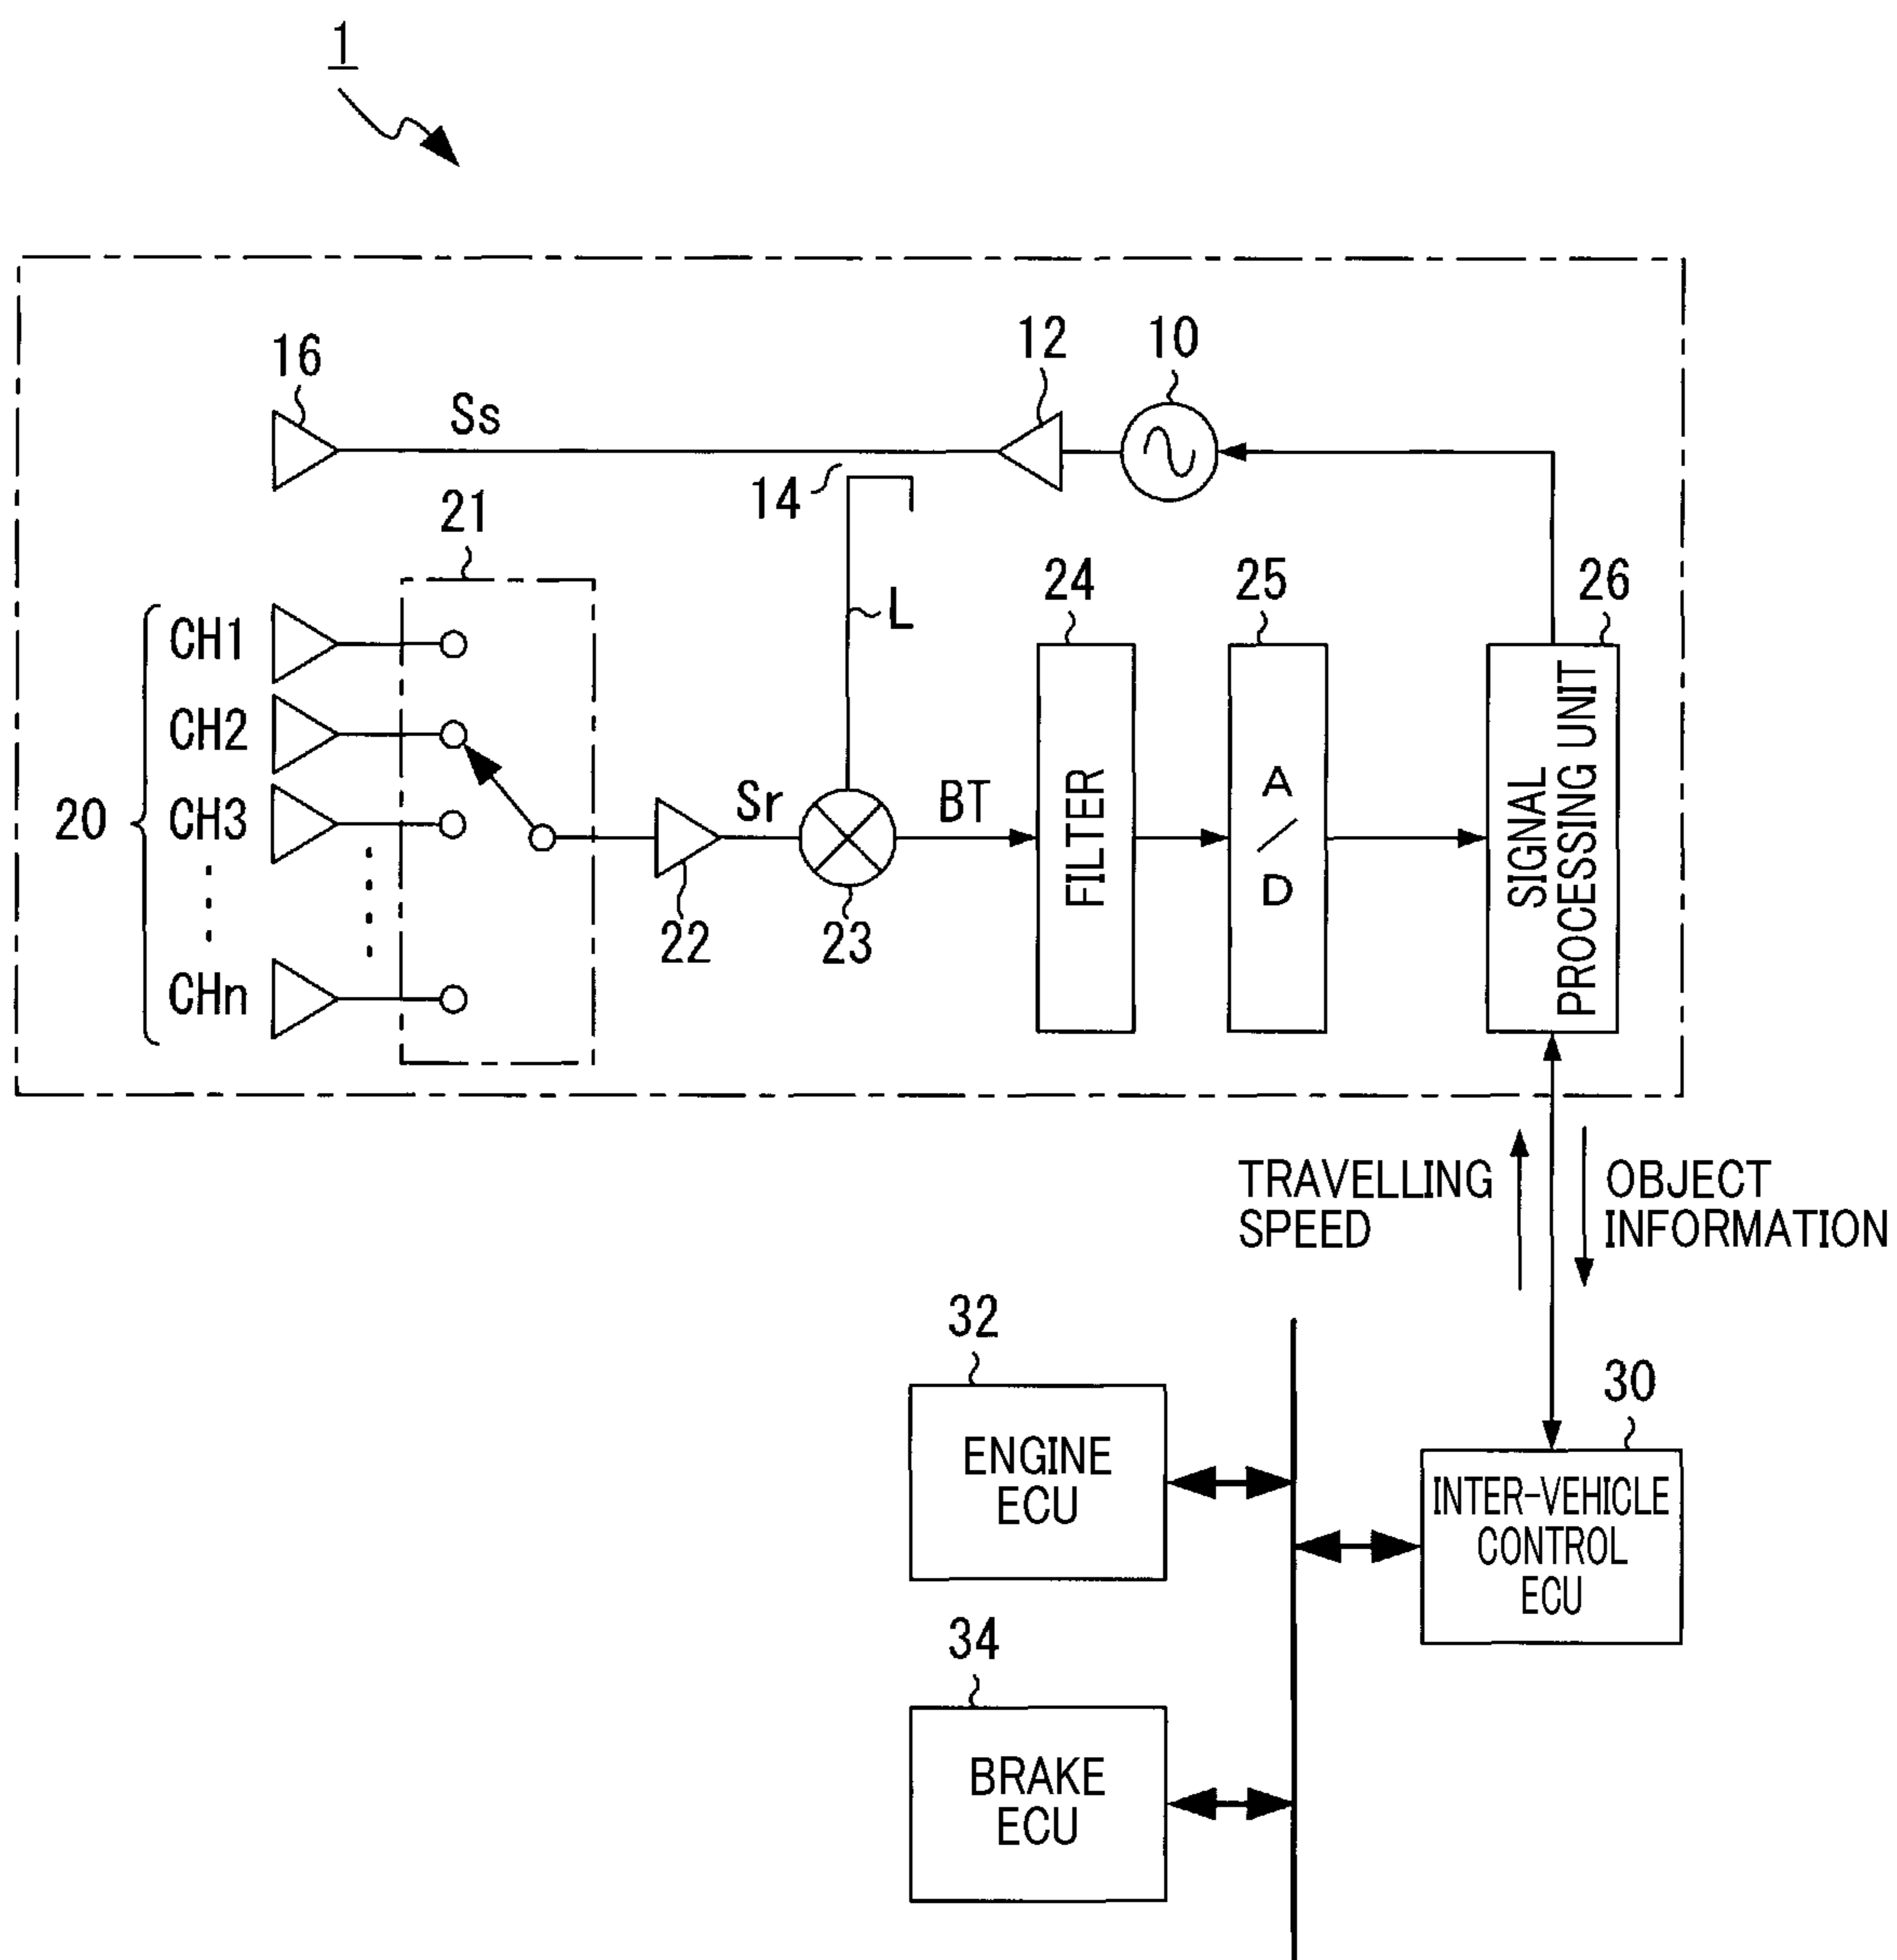 1
16
Ss
12
10
14
21
L
24
25
26
CH1
CH2
CH3
CHn
20
22
Sr
23
BT
FILTER
A
/
D
SIGNAL
PROCESSING UNIT
TRAVELLING
SPEED
OBJECT
INFORMATION
32
ENGINE
ECU
30
INTER-VEHICLE
CONTROL
ECU
34
BRAKE
ECU